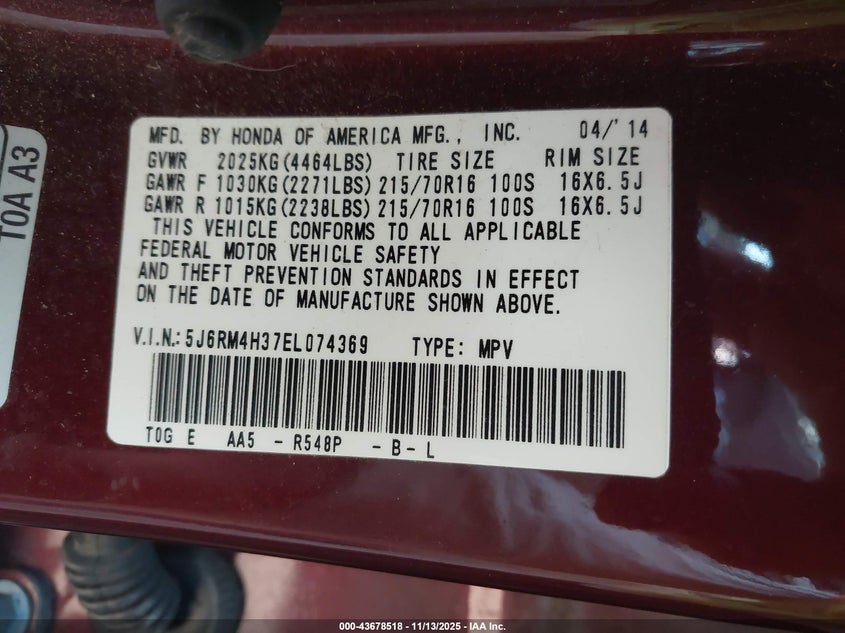 MFD. BY HONDA OF AMERICA MFG., INC. 04/'14
GVWR 2025KG(4464LBS) TIRE SIZE RIM SIZE
GAWR F 1030KG(2271LBS) 215/70R16 100S 16X6.5J
GAWR R 1015KG(2238LBS) 215/70R16 100S 16X6.5J
THIS VEHICLE CONFORMS TO ALL APPLICABLE
FEDERAL MOTOR VEHICLE SAFETY
AND THEFT PREVENTION STANDARDS IN EFFECT
ON THE DATE OF MANUFACTURE SHOWN ABOVE.
V.I.N.: 5J6RM4H37EL074369 TYPE: MPV
T0G E AA5 - R548P - B - L
T0A A3
000-43678518 - 11/13/2025 - IAA Inc.